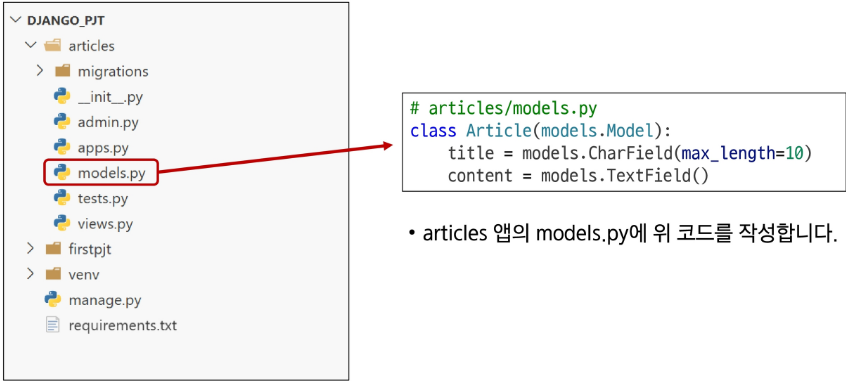 DJANGO_PJT
articles
migrations
__init__.py
admin.py
apps.py
models.py
tests.py
views.py
firstpjt
venv
manage.py
requirements.txt
# articles/models.py
class Article(models.Model):
    title = models.CharField(max_length=10)
    content = models.TextField()
• articles 앱의 models.py에 위 코드를 작성합니다.